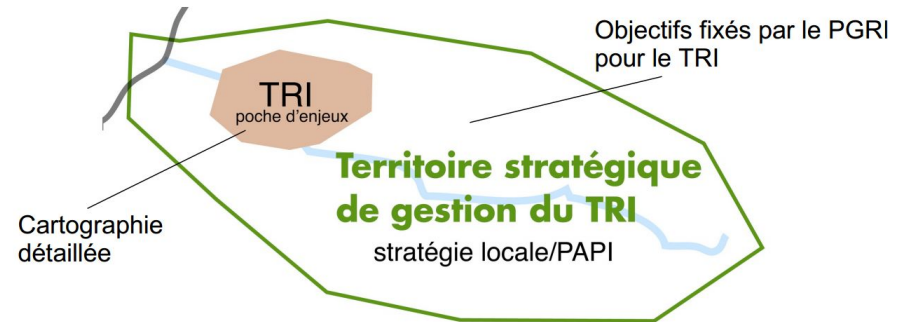 Objectifs fixés par le PGRI
pour le TRI
TRI
poche d'enjeux
Territoire stratégique
de gestion du TRI
stratégie locale/PAPI
Cartographie
détaillée